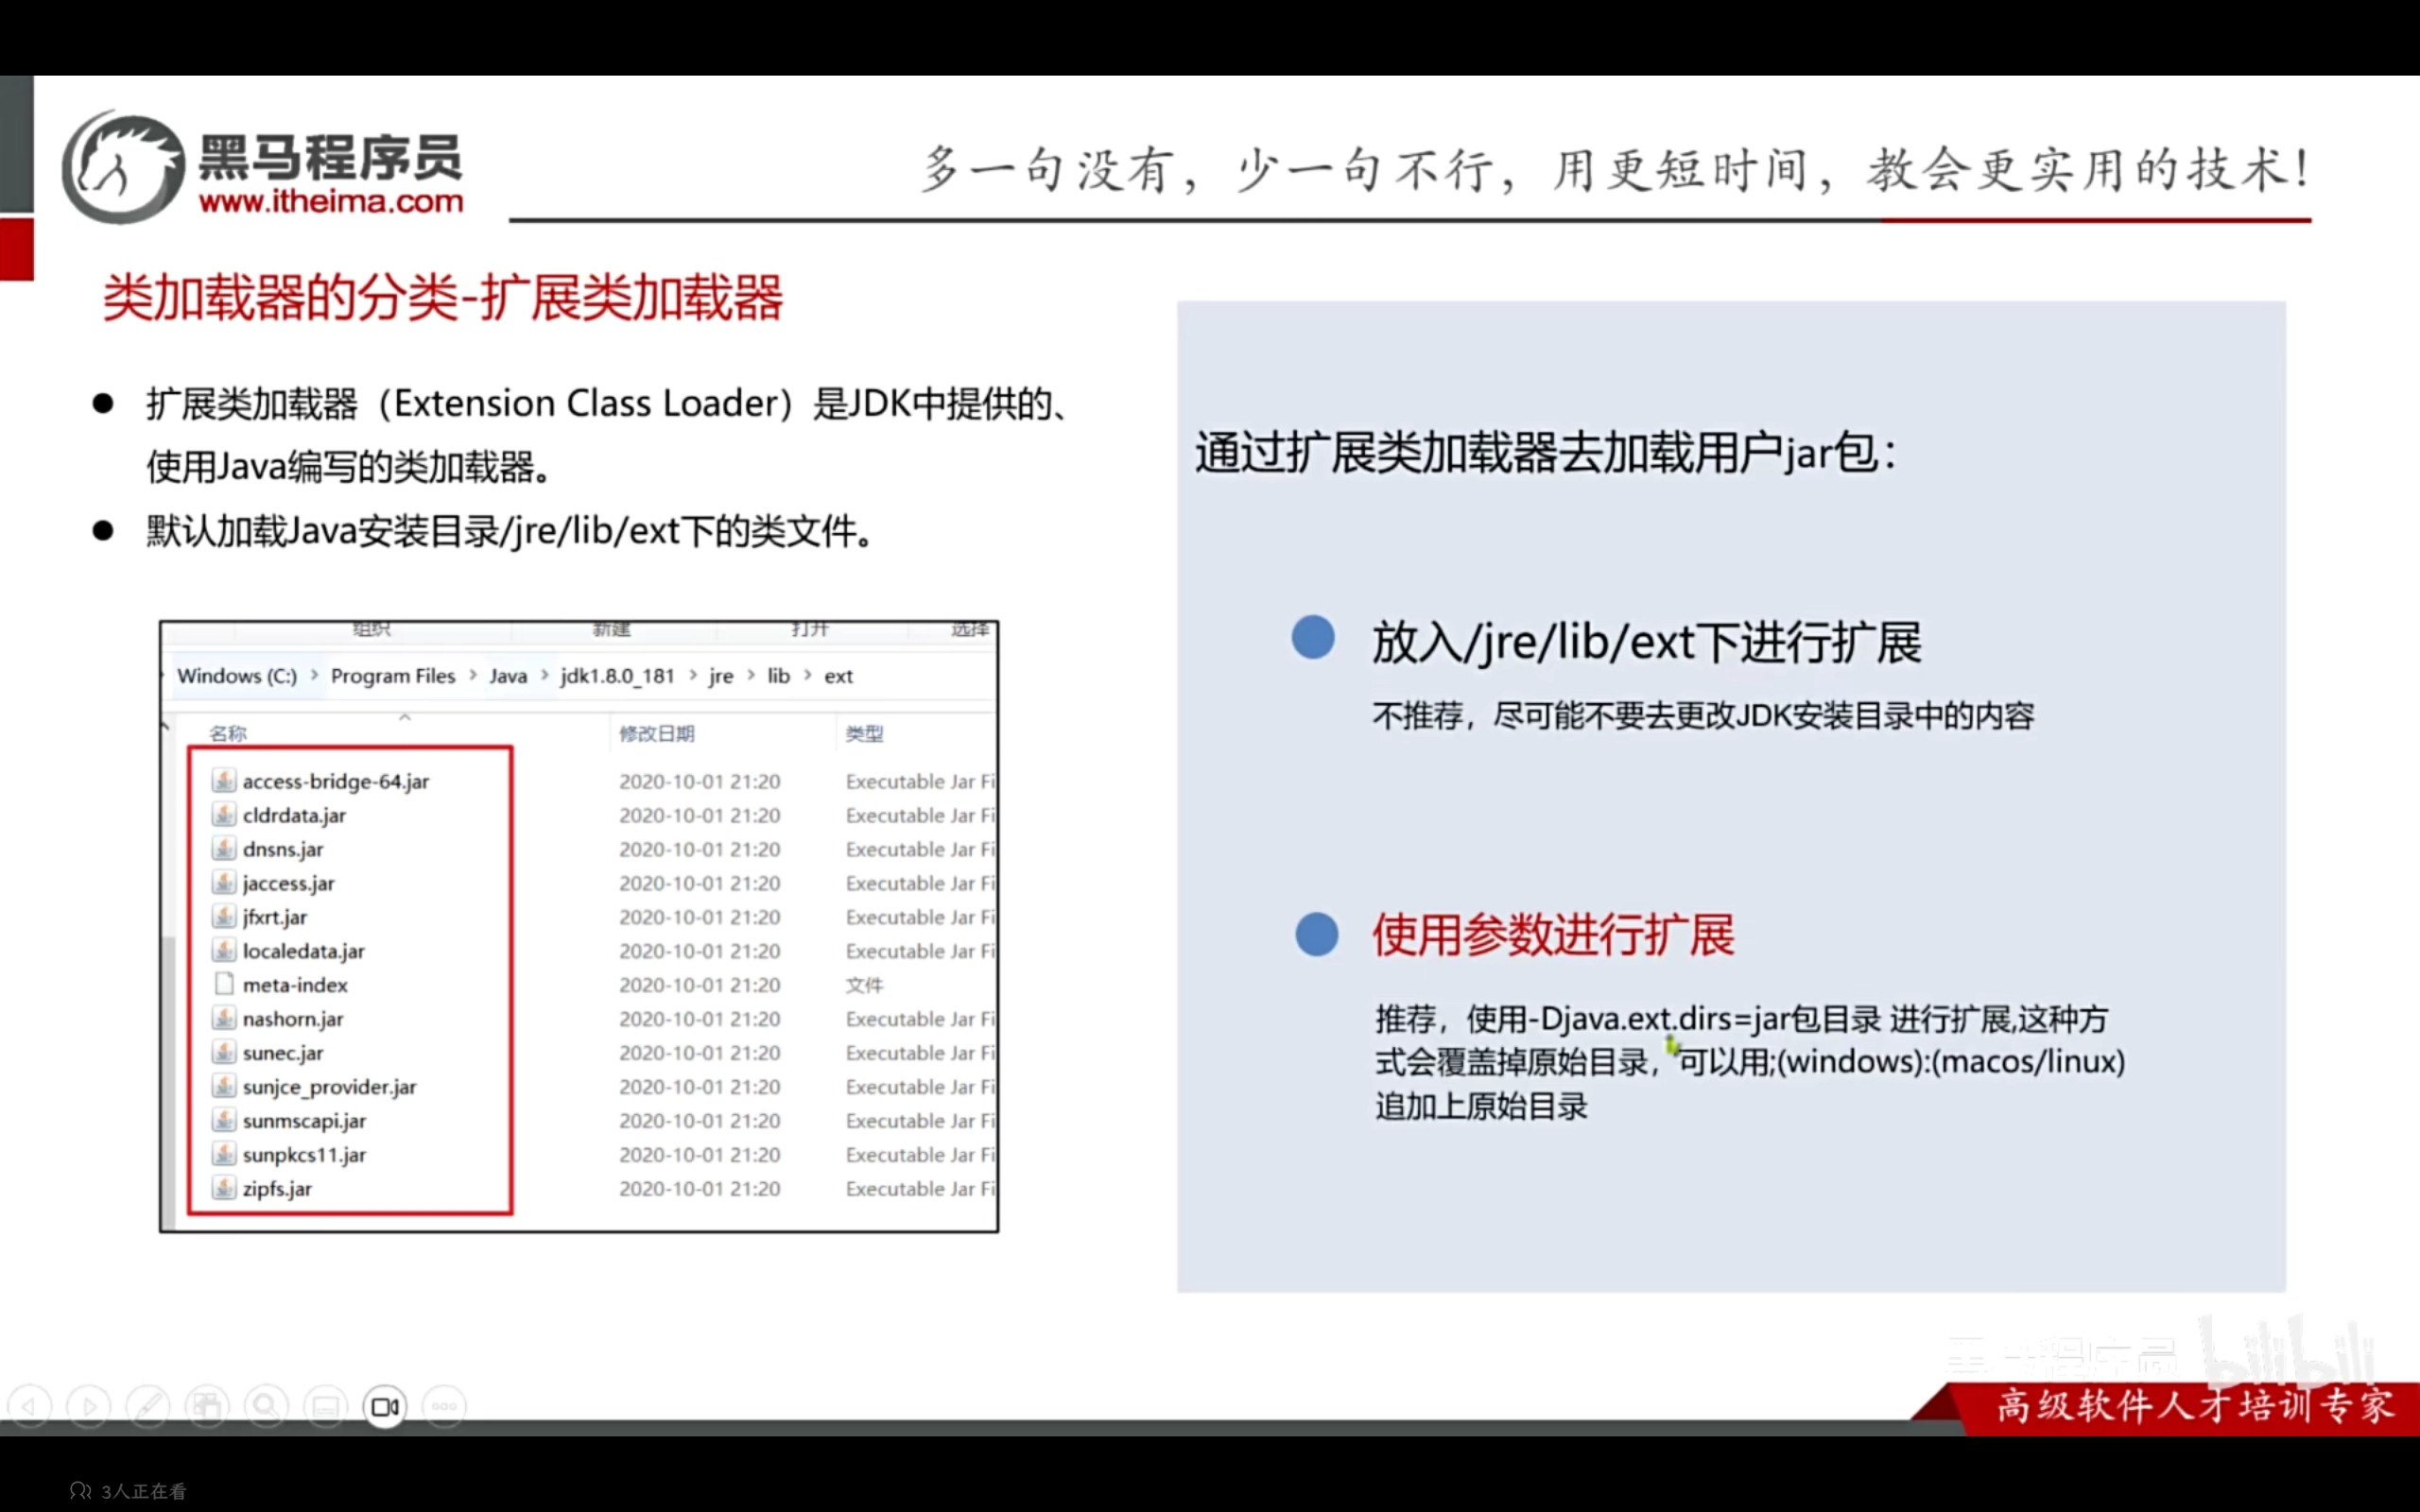 黑马程序员
www.itheima.com
多一句没有，少一句不行，用更短时间，教会更实用的技术！
类加载器的分类-扩展类加载器
扩展类加载器（Extension Class Loader）是JDK中提供的、
使用Java编写的类加载器。
默认加载Java安装目录/jre/lib/ext下的类文件。
组织 新建 打开 选择
Windows (C:) > Program Files > Java > jdk1.8.0_181 > jre > lib > ext
名称 修改日期 类型
access-bridge-64.jar 2020-10-01 21:20 Executable Jar Fi
cldrdata.jar 2020-10-01 21:20 Executable Jar Fi
dnsns.jar 2020-10-01 21:20 Executable Jar Fi
jaccess.jar 2020-10-01 21:20 Executable Jar Fi
jfxrt.jar 2020-10-01 21:20 Executable Jar Fi
localedata.jar 2020-10-01 21:20 Executable Jar Fi
meta-index 2020-10-01 21:20 文件
nashorn.jar 2020-10-01 21:20 Executable Jar Fi
sunec.jar 2020-10-01 21:20 Executable Jar Fi
sunjce_provider.jar 2020-10-01 21:20 Executable Jar Fi
sunmscapi.jar 2020-10-01 21:20 Executable Jar Fi
sunpkcs11.jar 2020-10-01 21:20 Executable Jar Fi
zipfs.jar 2020-10-01 21:20 Executable Jar Fi
通过扩展类加载器去加载用户jar包：
放入/jre/lib/ext下进行扩展
不推荐，尽可能不要去更改JDK安装目录中的内容
使用参数进行扩展
推荐，使用-Djava.ext.dirs=jar包目录 进行扩展,这种方
式会覆盖掉原始目录，可以用;(windows):(macos/linux)
追加上原始目录
bilibili
高级软件人才培训专家
3人正在看